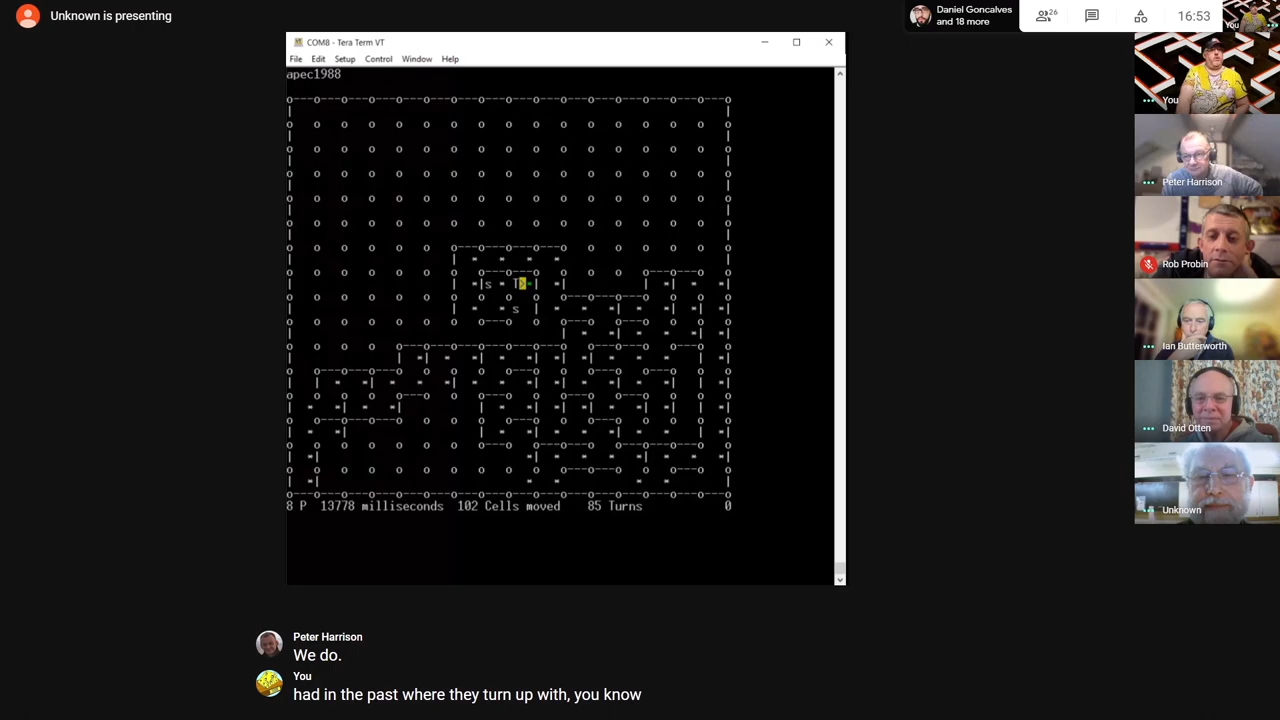 Unknown is presenting
Daniel Goncalves
and 18 more
26
16:53
You
COM8 - Tera Term VT
File Edit Setup Control Window Help
apec1988
s T>
s
8 P 13778 milliseconds 102 Cells moved 85 Turns 0
You
Peter Harrison
Rob Probin
Ian Butterworth
David Otten
Unknown
Peter Harrison
We do.
You
had in the past where they turn up with, you know